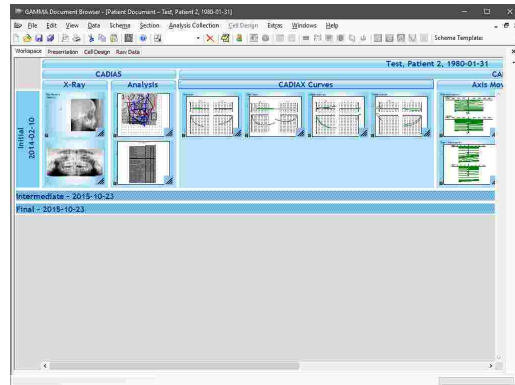 GAMMA Document Browser - [Patient Document - Test, Patient 2, 1980-01-31]
File Edit View Data Schema Section Analysis Collection Cell Design Extras Windows Help
Scheme Template:
Workspace Presentation Cell Design Raw Data
Test, Patient 2, 1980-01-31
CADIAS
CA
X-Ray Analysis CADIAX Curves Axis Mov
Initial
2014-02-10
Intermediate - 2015-10-23
Final - 2015-10-23